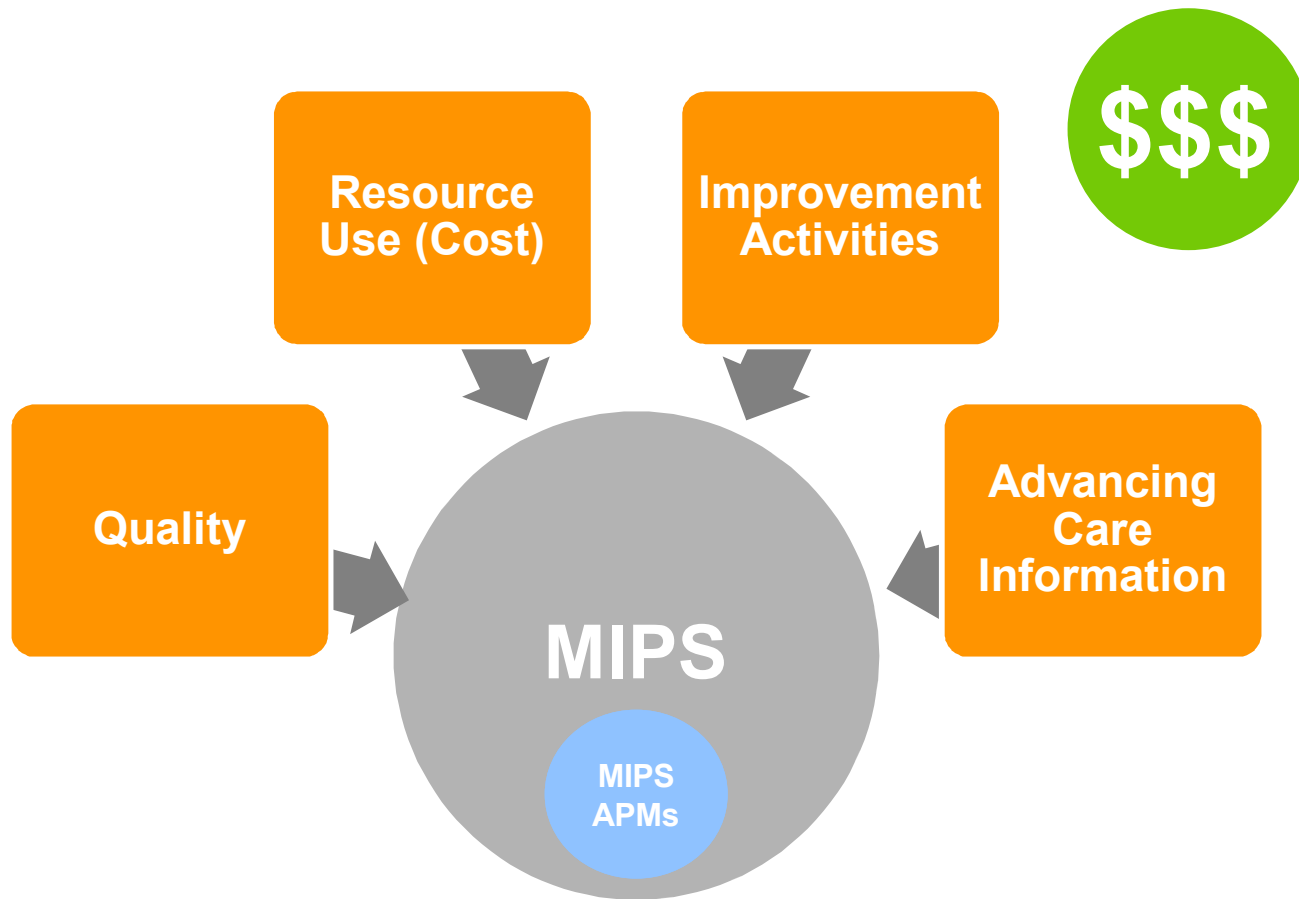 $$$
Resource
Use (Cost)
Improvement
Activities
Quality
Advancing
Care
Information
MIPS
MIPS
APMs